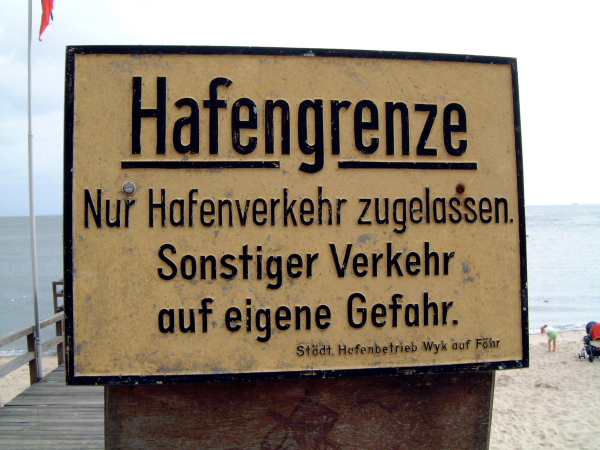 Hafengrenze
Nur Hafenverkehr zugelassen.
Sonstiger Verkehr
auf eigene Gefahr.
Städt. Hafenbetrieb Wyk auf Föhr